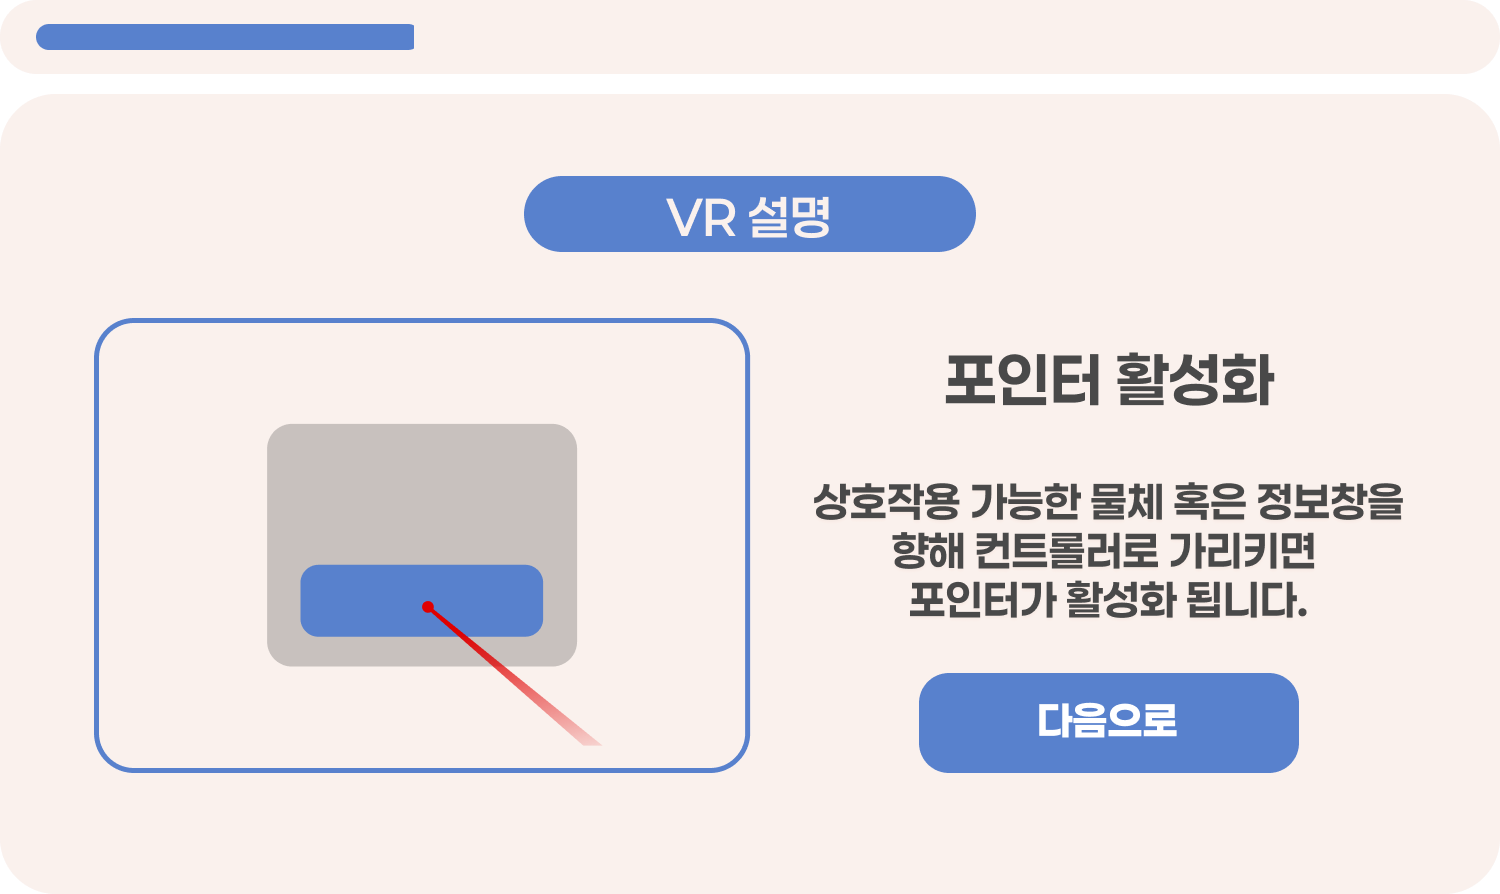 VR 설명
포인터 활성화
상호작용 가능한 물체 혹은 정보창을
향해 컨트롤러로 가리키면
포인터가 활성화 됩니다.
다음으로